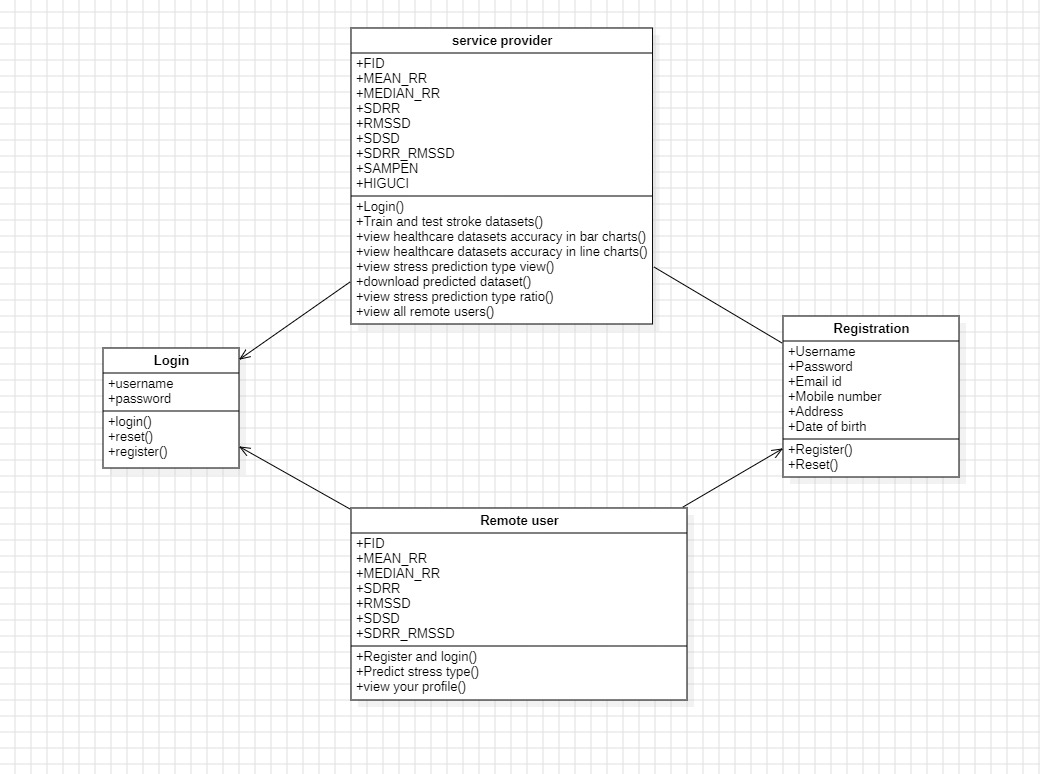 service provider
+FID
+MEAN_RR
+MEDIAN_RR
+SDRR
+RMSSD
+SDSD
+SDRR_RMSSD
+SAMPEN
+HIGUCI
+Login()
+Train and test stroke datasets()
+view healthcare datasets accuracy in bar charts()
+view healthcare datasets accuracy in line charts()
+view stress prediction type view()
+download predicted dataset()
+view stress prediction type ratio()
+view all remote users()
Login
+username
+password
+login()
+reset()
+register()
Registration
+Username
+Password
+Email id
+Mobile number
+Address
+Date of birth
+Register()
+Reset()
Remote user
+FID
+MEAN_RR
+MEDIAN_RR
+SDRR
+RMSSD
+SDSD
+SDRR_RMSSD
+Register and login()
+Predict stress type()
+view your profile()